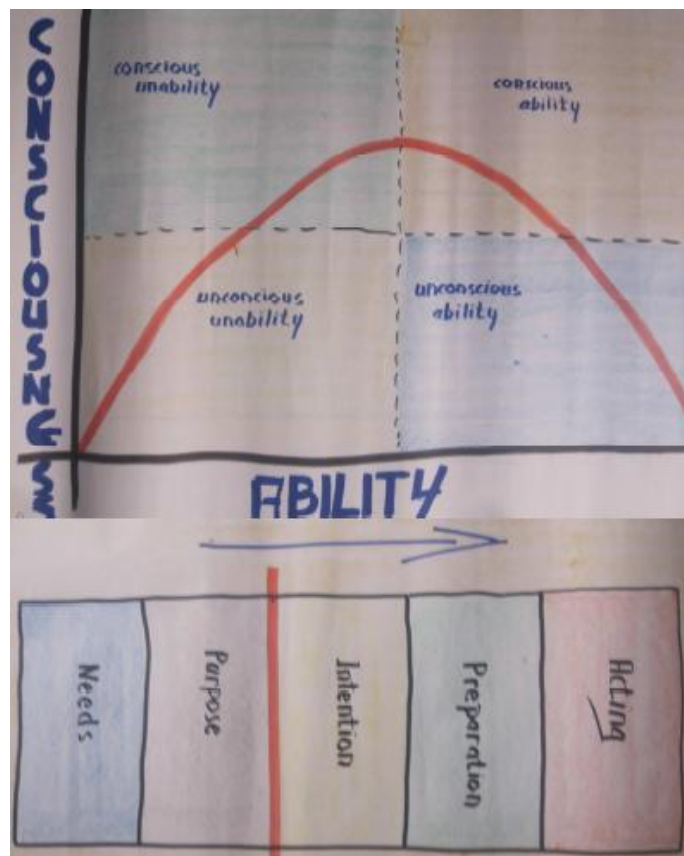 CONSCIOUSNESS
conscious
unability
conscious
ability
unconcious
unability
unconscious
ability
ABILITY
Needs
Purpose
Intention
Preparation
Acting